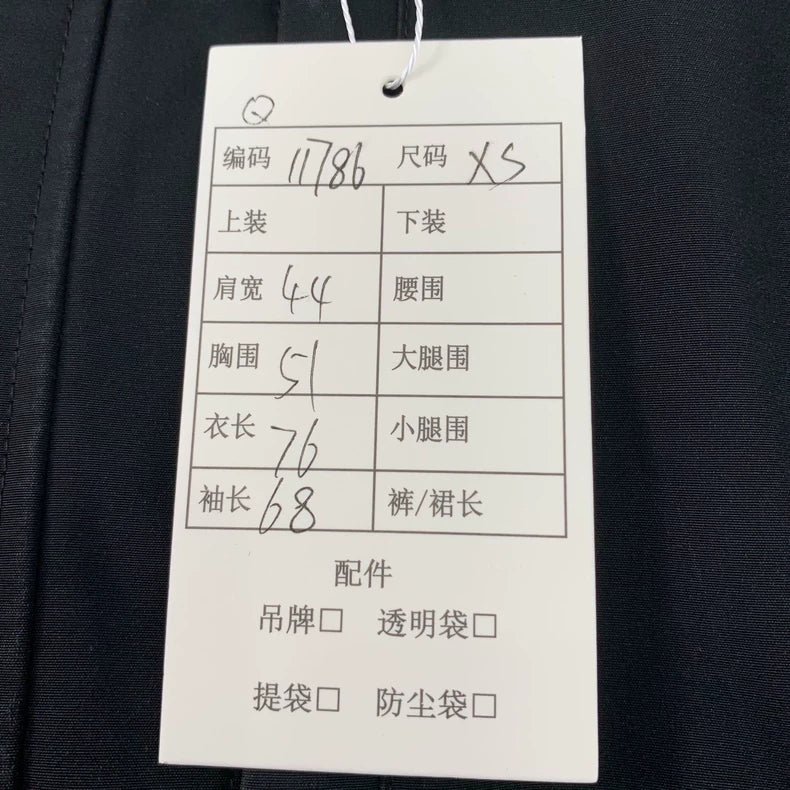 Q
编码 11786 尺码 XS
上装 下装
肩宽 44 腰围
胸围 51 大腿围
衣长 76 小腿围
袖长 68 裤/裙长
配件
吊牌□ 透明袋□
提袋□ 防尘袋□